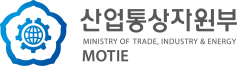 산업통상자원부
MINISTRY OF TRADE, INDUSTRY & ENERGY
MOTIE